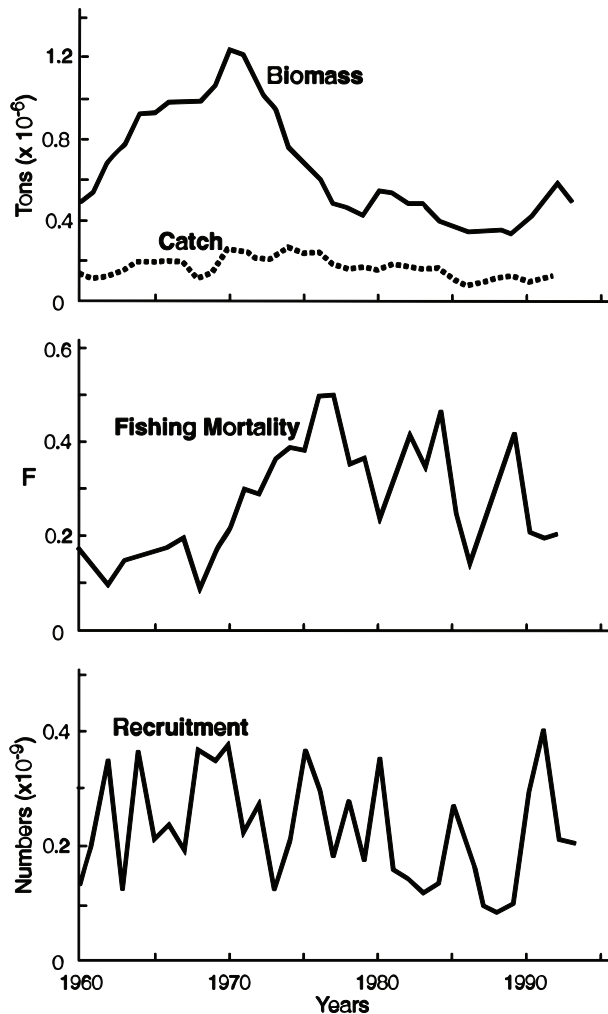 1.2
Biomass
0.8
Tons (x 10-6)
0.4
Catch
0
0.6
Fishing Mortality
0.4
F
0.2
0
Recruitment
0.4
Numbers (x10-9)
0.2
0
1960 1970 1980 1990
Years